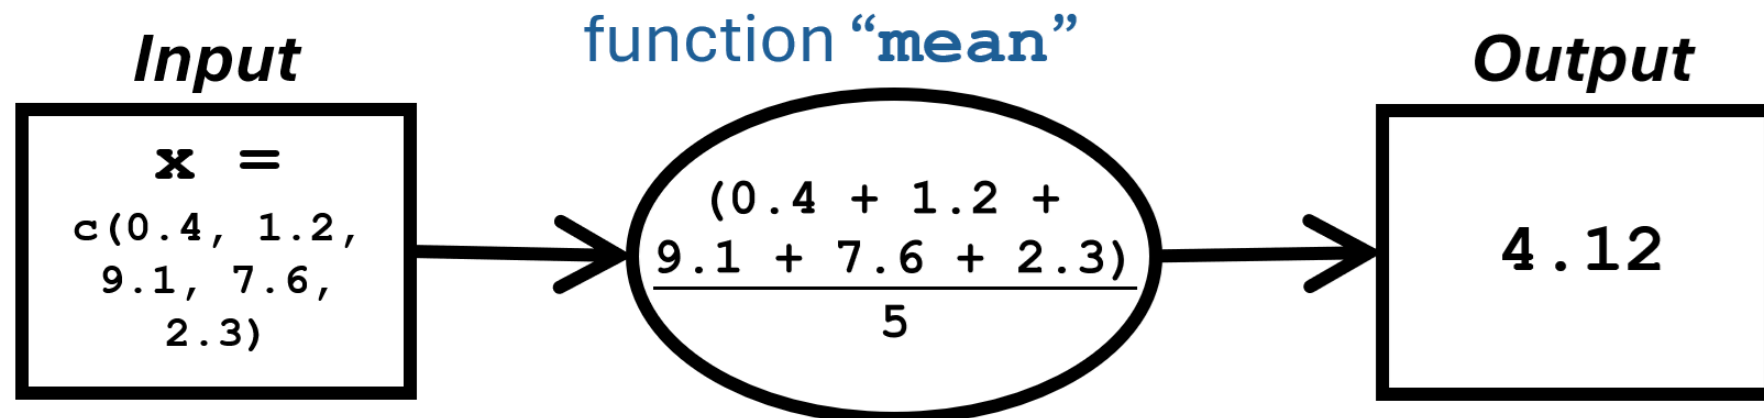 Input
x =
c(0.4, 1.2,
9.1, 7.6,
2.3)
function “mean”
(0.4 + 1.2 +
9.1 + 7.6 + 2.3)
5
Output
4.12